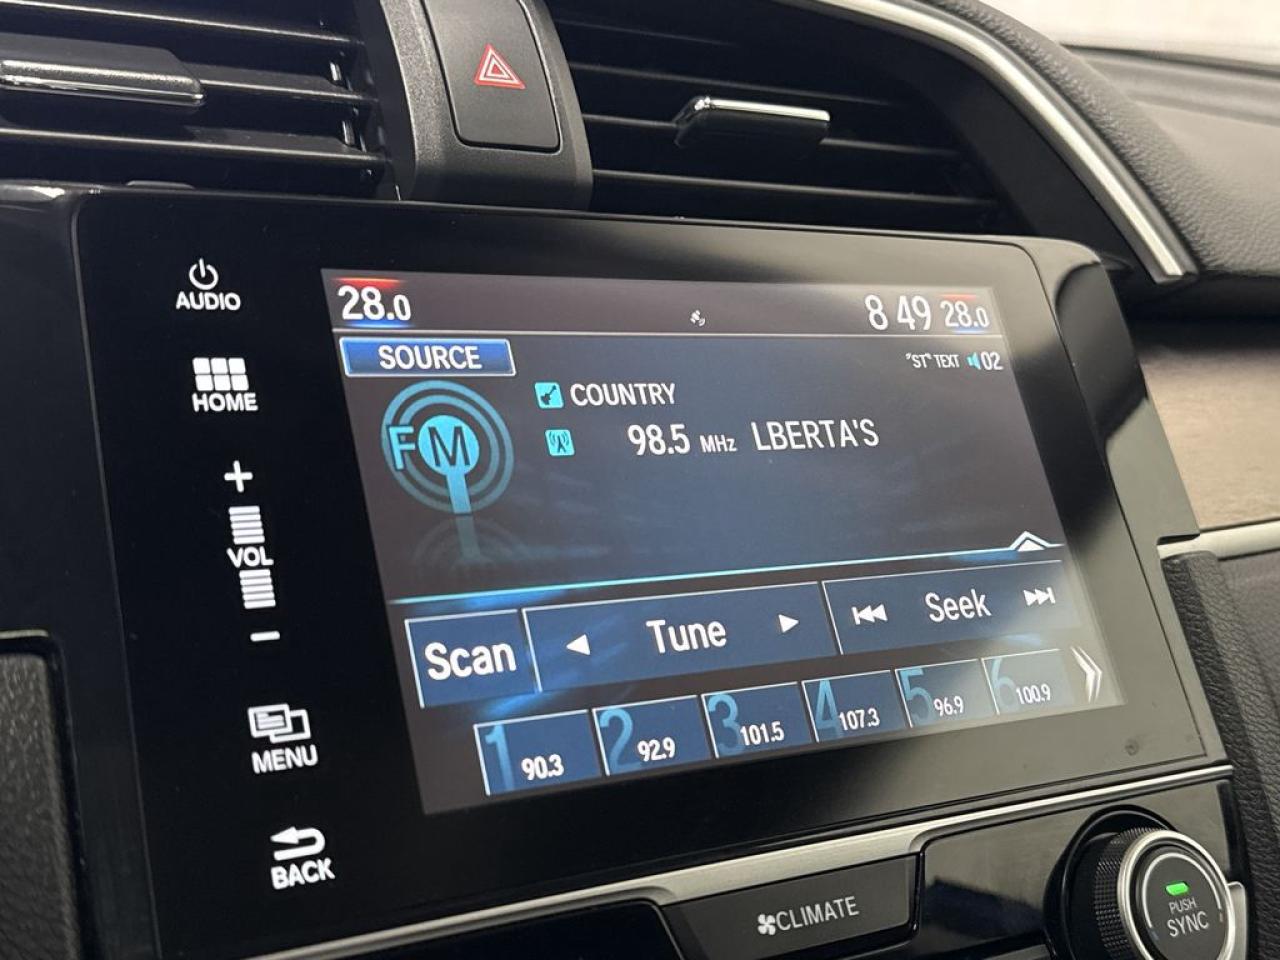 AUDIO
HOME
+
VOL
−
MENU
BACK
28.0
8 49 28.0
SOURCE
"ST" TEXT 02
FM
COUNTRY
98.5 MHz LBERTA'S
Scan
Tune
Seek
1 90.3
2 92.9
3 101.5
4 107.3
5 96.9
6 100.9
CLIMATE
PUSH
SYNC